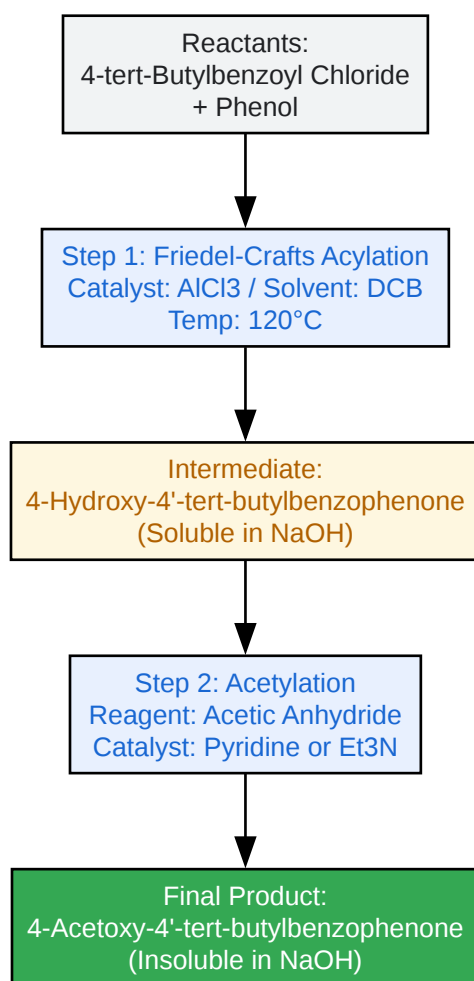 Reactants:
4-tert-Butylbenzoyl Chloride
+ Phenol
Step 1: Friedel-Crafts Acylation
Catalyst: AlCl3 / Solvent: DCB
Temp: 120°C
Intermediate:
4-Hydroxy-4'-tert-butylbenzophenone
(Soluble in NaOH)
Step 2: Acetylation
Reagent: Acetic Anhydride
Catalyst: Pyridine or Et3N
Final Product:
4-Acetoxy-4'-tert-butylbenzophenone
(Insoluble in NaOH)